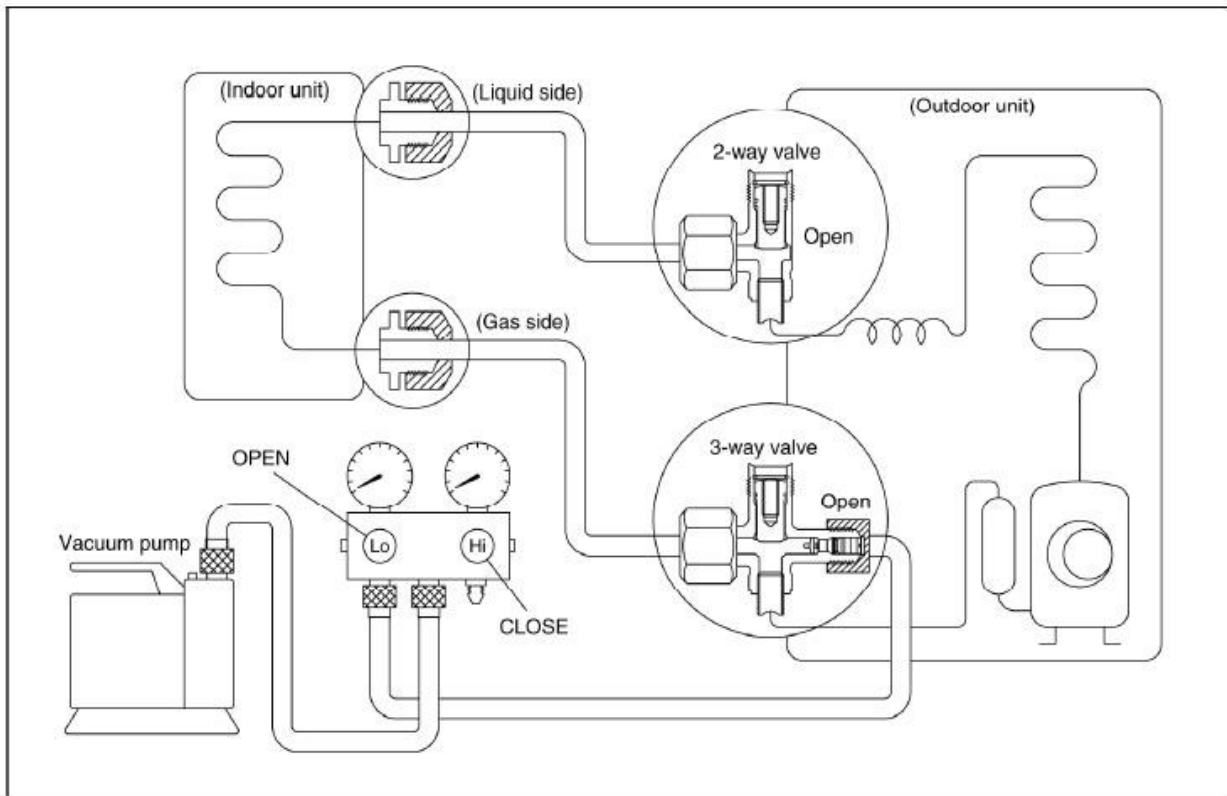 (Indoor unit)
(Liquid side)
(Outdoor unit)
2-way valve
Open
(Gas side)
3-way valve
Open
OPEN
Lo
Hi
Vacuum pump
CLOSE